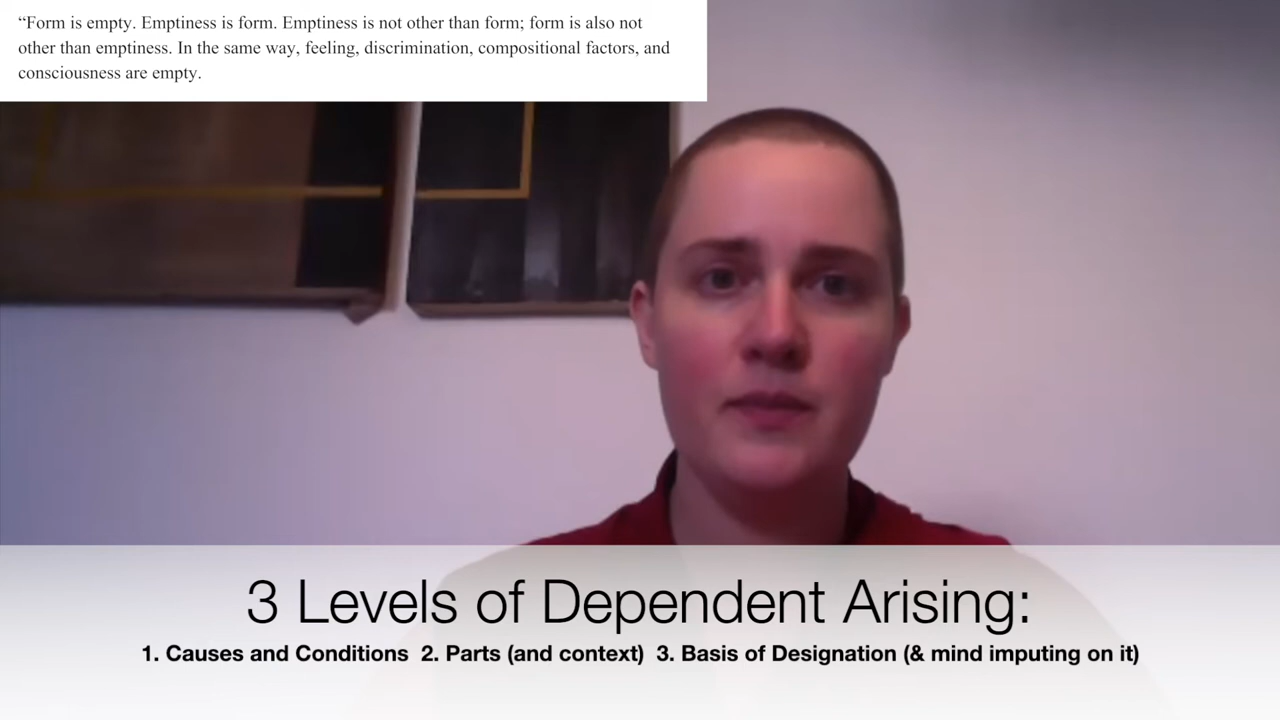 “Form is empty. Emptiness is form. Emptiness is not other than form; form is also not
other than emptiness. In the same way, feeling, discrimination, compositional factors, and
consciousness are empty.
3 Levels of Dependent Arising:
1. Causes and Conditions 2. Parts (and context) 3. Basis of Designation (& mind imputing on it)